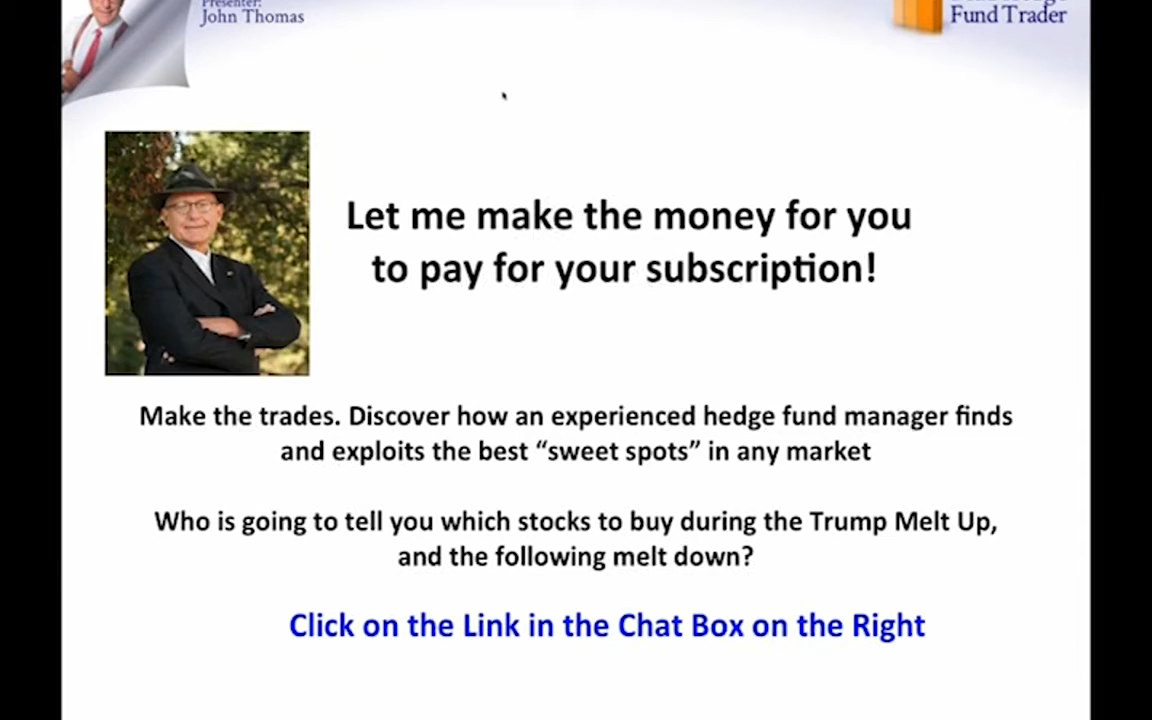 Presenter:
John Thomas
Fund Trader
Let me make the money for you
to pay for your subscription!
Make the trades. Discover how an experienced hedge fund manager finds
and exploits the best “sweet spots” in any market
Who is going to tell you which stocks to buy during the Trump Melt Up,
and the following melt down?
Click on the Link in the Chat Box on the Right